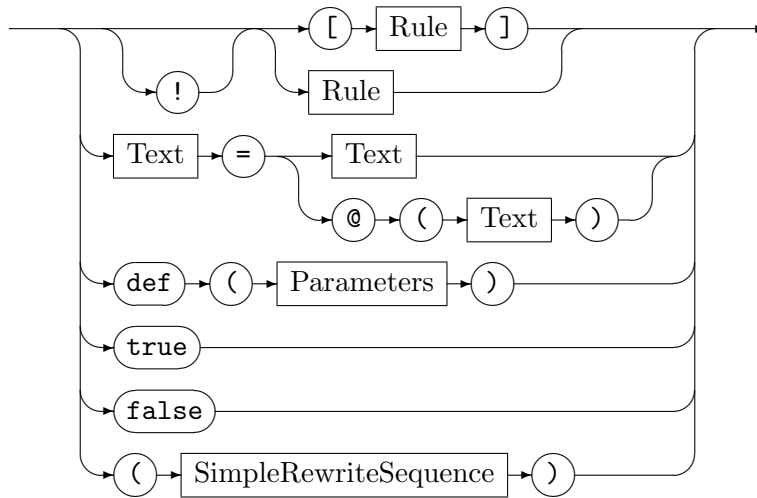 [ Rule ]
! Rule
Text = Text
@ ( Text )
def ( Parameters )
true
false
( SimpleRewriteSequence )